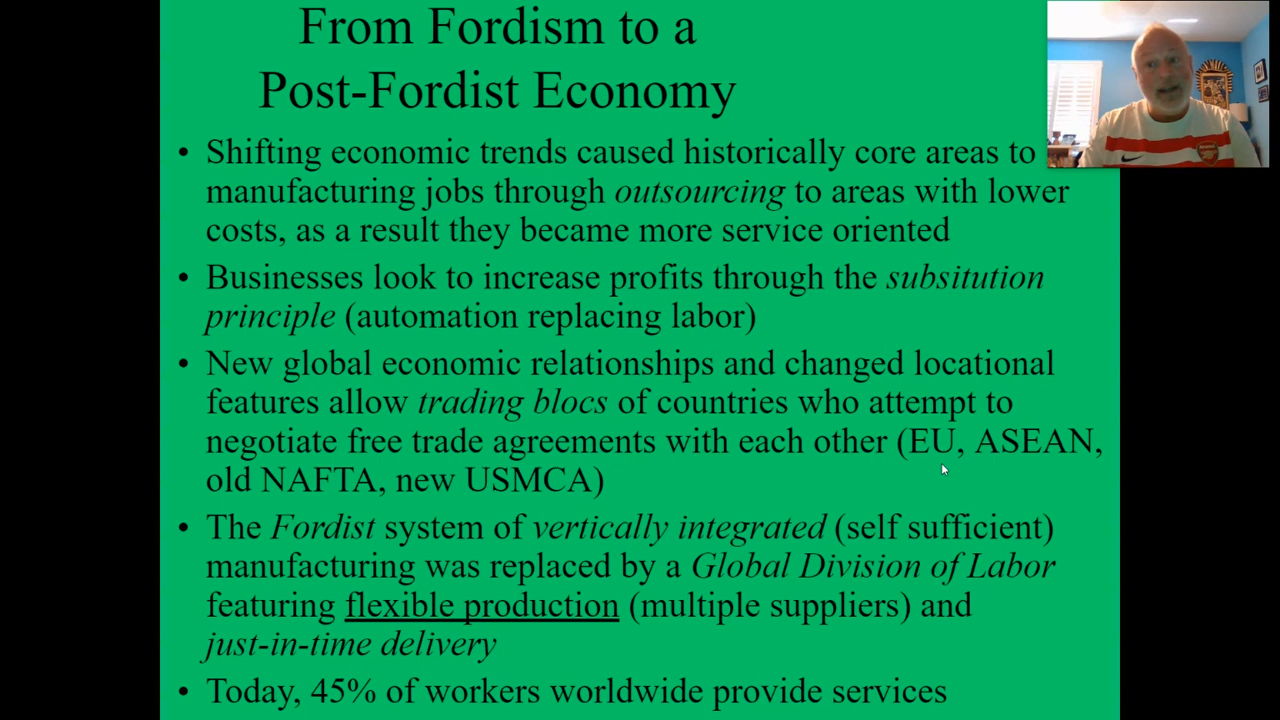 From Fordism to a
Post-Fordist Economy
• Shifting economic trends caused historically core areas to
manufacturing jobs through outsourcing to areas with lower
costs, as a result they became more service oriented
• Businesses look to increase profits through the subsitution
principle (automation replacing labor)
• New global economic relationships and changed locational
features allow trading blocs of countries who attempt to
negotiate free trade agreements with each other (EU, ASEAN,
old NAFTA, new USMCA)
• The Fordist system of vertically integrated (self sufficient)
manufacturing was replaced by a Global Division of Labor
featuring flexible production (multiple suppliers) and
just-in-time delivery
• Today, 45% of workers worldwide provide services